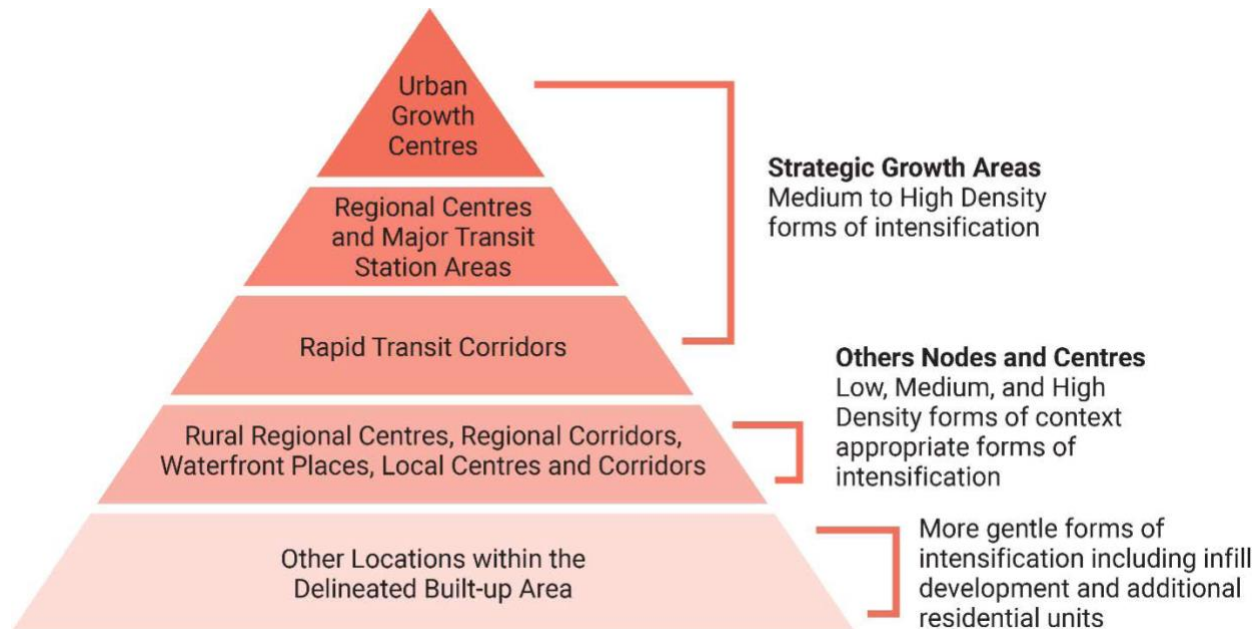 Urban
Growth
Centres
Regional Centres
and Major Transit
Station Areas
Rapid Transit Corridors
Rural Regional Centres, Regional Corridors,
Waterfront Places, Local Centres and Corridors
Other Locations within the
Delineated Built-up Area
Strategic Growth Areas
Medium to High Density
forms of intensification
Others Nodes and Centres
Low, Medium, and High
Density forms of context
appropriate forms of
intensification
More gentle forms of
intensification including infill
development and additional
residential units